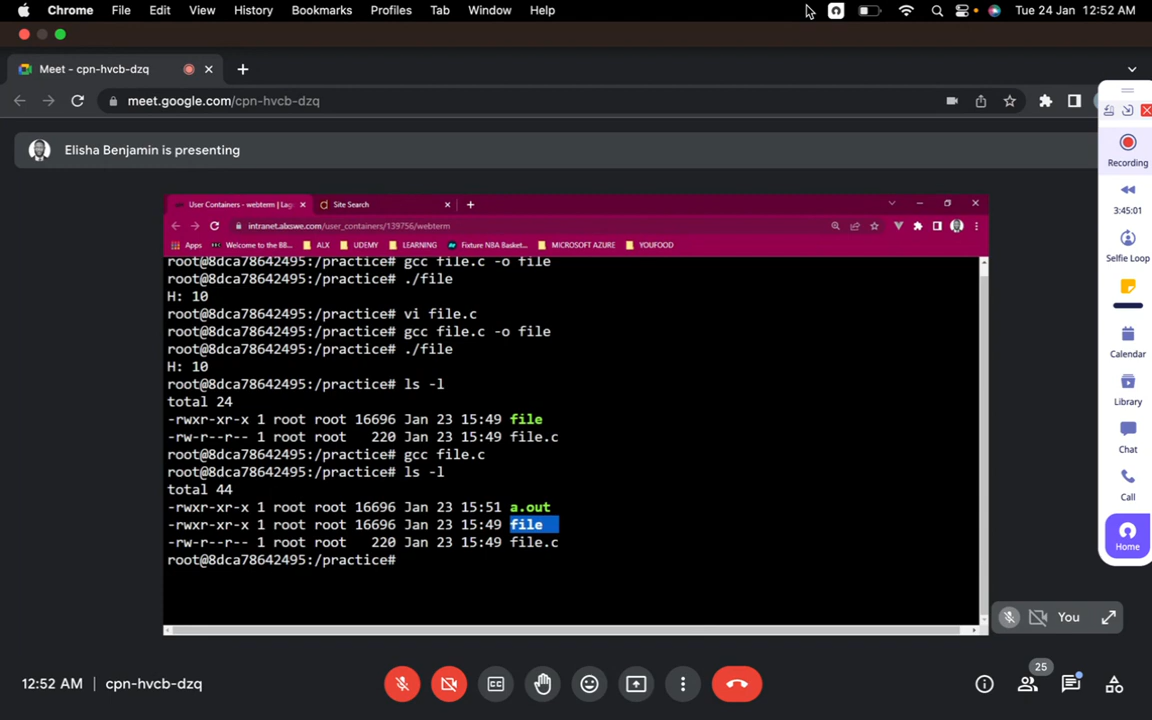 Chrome File Edit View History Bookmarks Profiles Tab Window Help Tue 24 Jan 12:52 AM
Meet - cpn-hvcb-dzq
meet.google.com/cpn-hvcb-dzq
Elisha Benjamin is presenting
User Containers - webterm | Lag Site Search
intranet.alxswe.com/user_containers/139756/webterm
Apps Welcome to the BB... ALX UDEMY LEARNING Fixture NBA Basket... MICROSOFT AZURE YOUFOOD
root@8dca78642495:/practice# gcc file.c -o file
root@8dca78642495:/practice# ./file
H: 10
root@8dca78642495:/practice# vi file.c
root@8dca78642495:/practice# gcc file.c -o file
root@8dca78642495:/practice# ./file
H: 10
root@8dca78642495:/practice# ls -l
total 24
-rwxr-xr-x 1 root root 16696 Jan 23 15:49 file
-rw-r--r-- 1 root root 220 Jan 23 15:49 file.c
root@8dca78642495:/practice# gcc file.c
root@8dca78642495:/practice# ls -l
total 44
-rwxr-xr-x 1 root root 16696 Jan 23 15:51 a.out
-rwxr-xr-x 1 root root 16696 Jan 23 15:49 file
-rw-r--r-- 1 root root 220 Jan 23 15:49 file.c
root@8dca78642495:/practice#
Recording
3:45:01
Selfie Loop
Calendar
Library
Chat
Call
Home
You
12:52 AM | cpn-hvcb-dzq
25